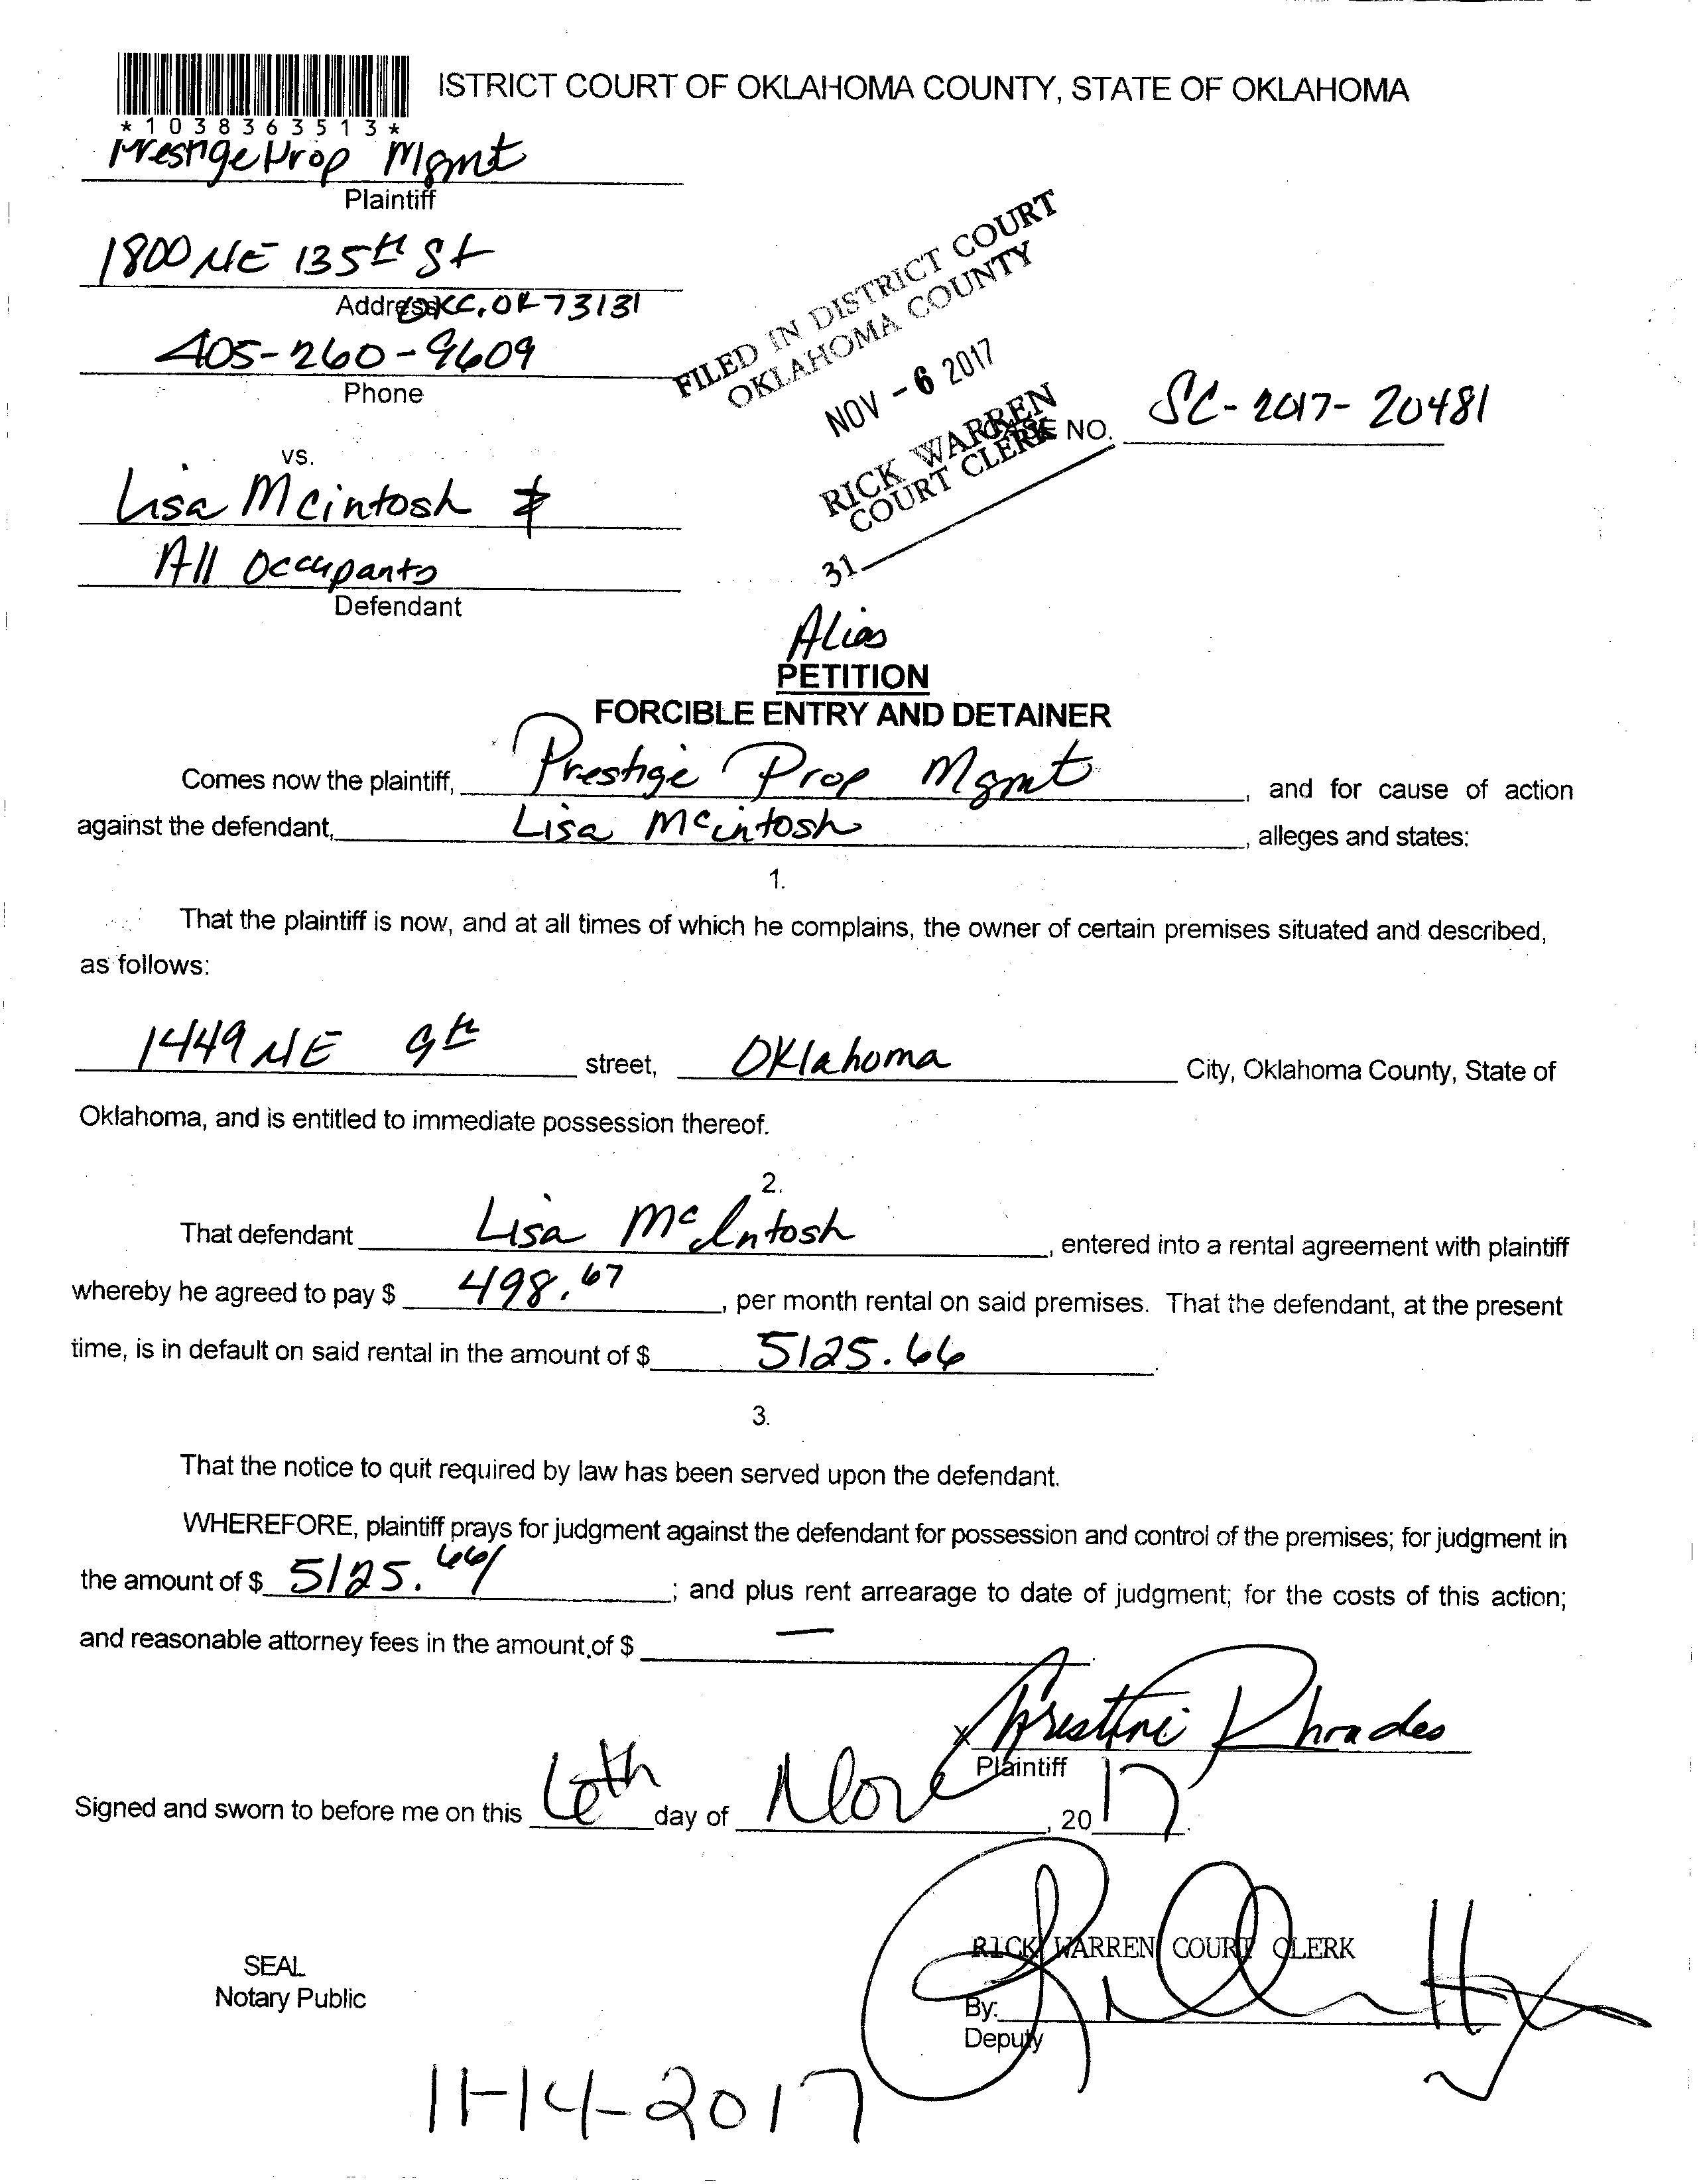 ISTRICT COURT OF OKLAHOMA COUNTY, STATE OF OKLAHOMA
*1038363513*
Prestige Prop Mgmt
Plaintiff
1800 NE 135th St
Address OKC, OK 73131
405-260-9609
Phone
FILED IN DISTRICT COURT
OKLAHOMA COUNTY
NOV - 6 2017
RICK WARREN
COURT CLERK
31
CASE NO. SC-2017-20481
vs.
Lisa Mcintosh &
All Occupants
Defendant
Alias
PETITION
FORCIBLE ENTRY AND DETAINER
Comes now the plaintiff, Prestige Prop Mgmt, and for cause of action
against the defendant, Lisa McIntosh, alleges and states:
1.
That the plaintiff is now, and at all times of which he complains, the owner of certain premises situated and described,
as follows:
1449 NE 9th street, Oklahoma City, Oklahoma County, State of
Oklahoma, and is entitled to immediate possession thereof.
2.
That defendant Lisa McIntosh, entered into a rental agreement with plaintiff
whereby he agreed to pay $ 498.67, per month rental on said premises. That the defendant, at the present
time, is in default on said rental in the amount of $ 5125.66.
3.
That the notice to quit required by law has been served upon the defendant.
WHEREFORE, plaintiff prays for judgment against the defendant for possession and control of the premises; for judgment in
the amount of $ 5125.66; and plus rent arrearage to date of judgment; for the costs of this action;
and reasonable attorney fees in the amount of $ —.
X Christine Rhoades
Plaintiff
Signed and sworn to before me on this 6th day of Nov, 2017.
RICK WARREN COURT CLERK
SEAL
Notary Public
By:
Deputy
11-14-2017